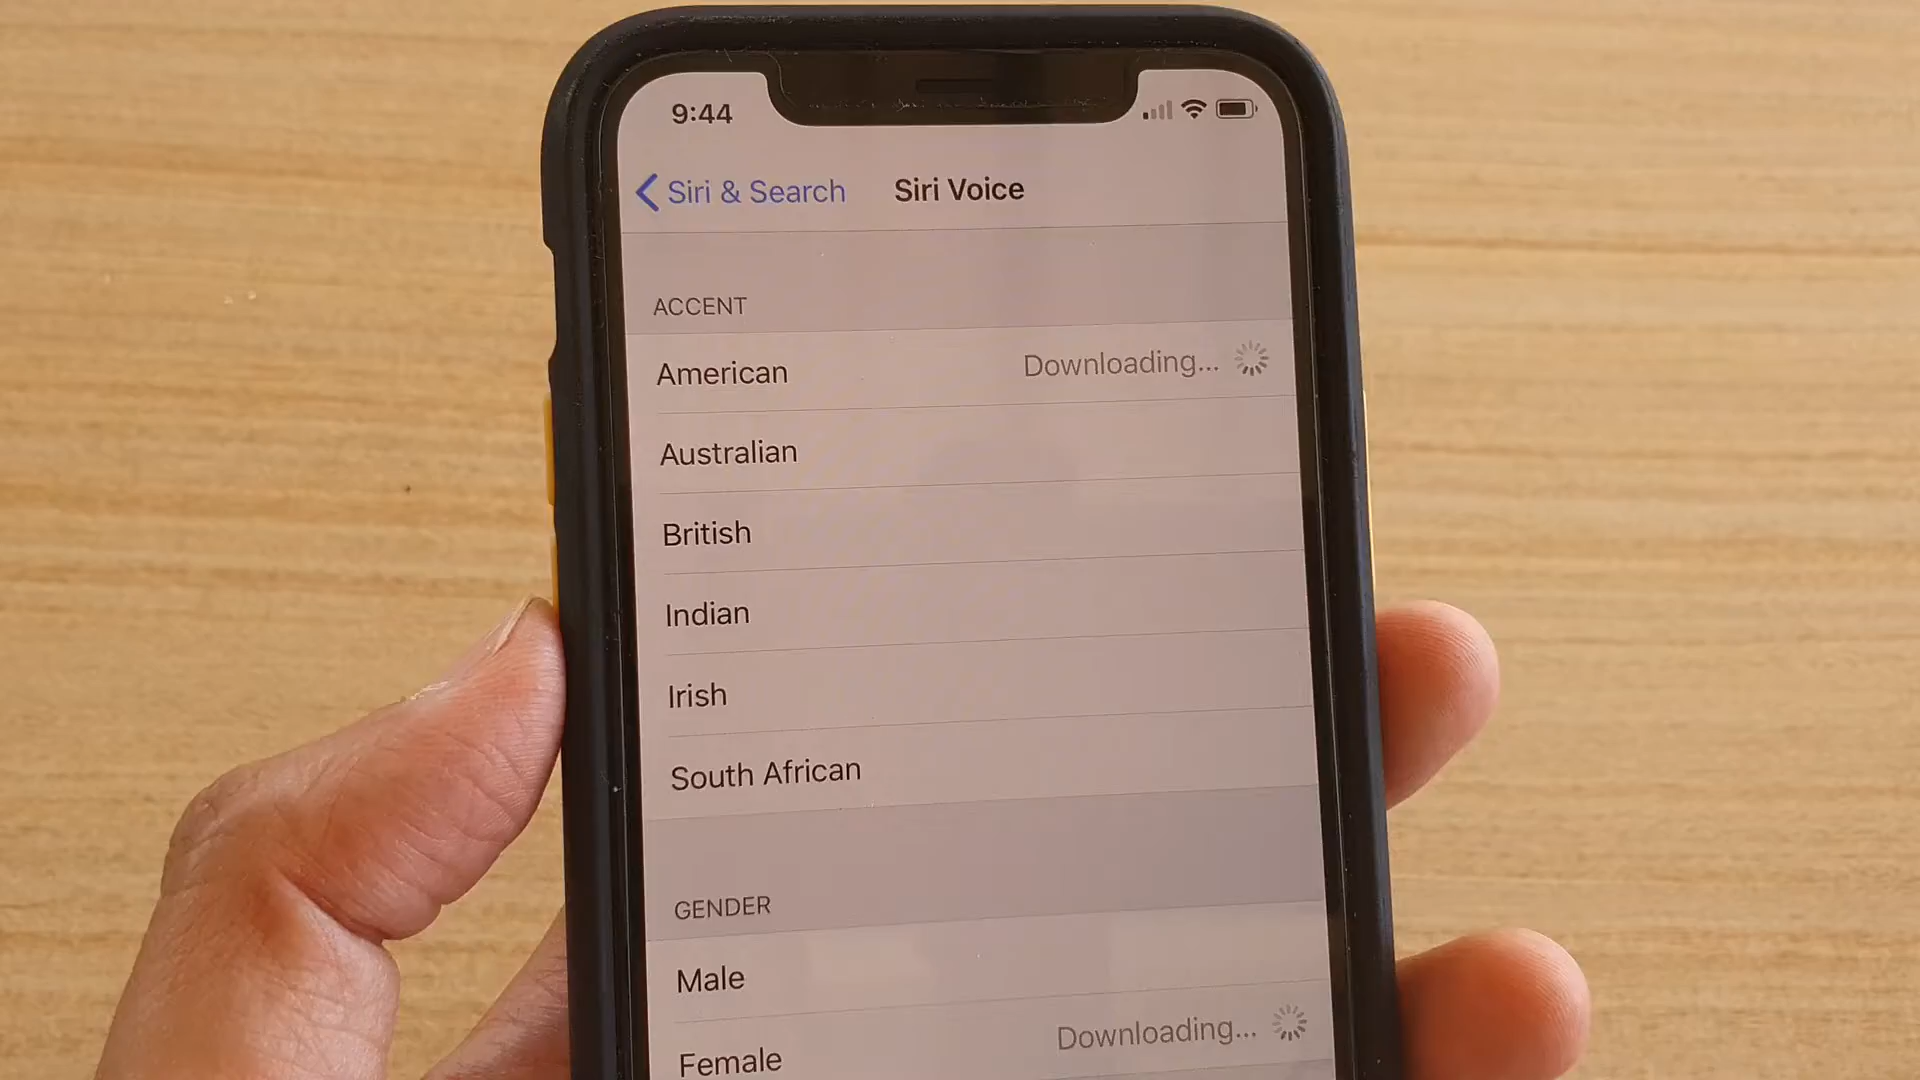 9:44
Siri & Search Siri Voice
ACCENT
American Downloading...
Australian
British
Indian
Irish
South African
GENDER
Male
Female Downloading...